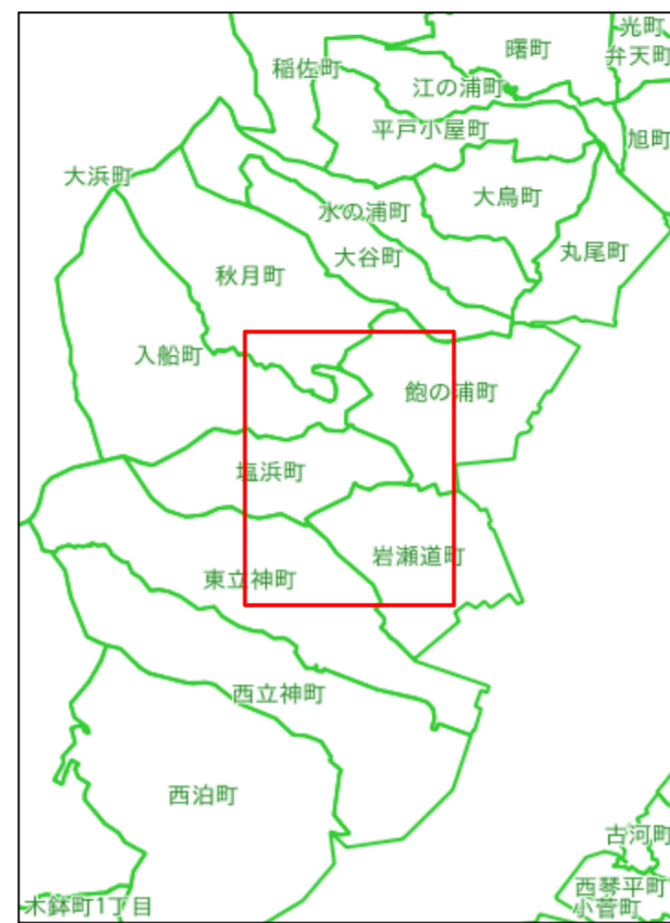 光町
曙町
弁天町
稲佐町
江の浦町
平戸小屋町
旭町
大浜町
大鳥町
水の浦町
丸尾町
大谷町
秋月町
入船町
飽の浦町
塩浜町
岩瀬道町
東立神町
西立神町
西泊町
古河町
西琴平町
木鉢町1丁目
小菅町